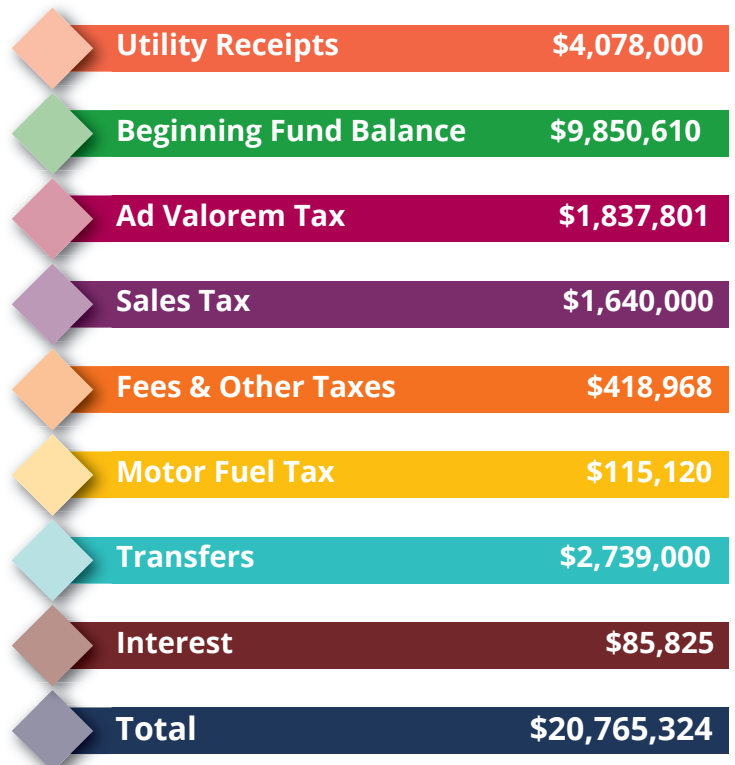 Utility Receipts $4,078,000
Beginning Fund Balance $9,850,610
Ad Valorem Tax $1,837,801
Sales Tax $1,640,000
Fees & Other Taxes $418,968
Motor Fuel Tax $115,120
Transfers $2,739,000
Interest $85,825
Total $20,765,324